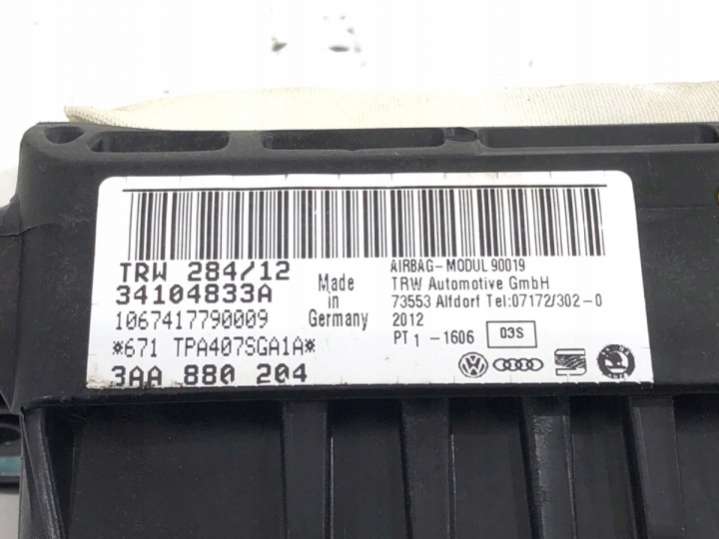 TRW 284/12
34104833A
1067417790009
*671 TPA407SGA1A*
3AA 880 204
Made
in
Germany
AIRBAG-MODUL 90019
TRW Automotive GmbH
73553 Alfdorf Tel:07172/302-0
2012
PT 1 -1606
03S